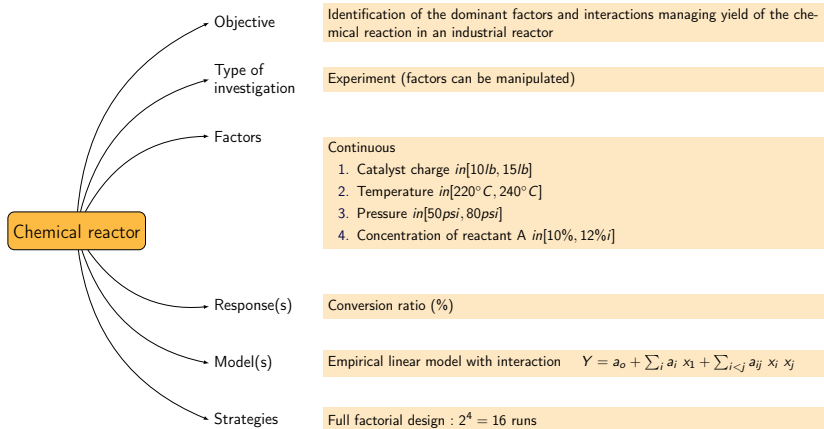 Objective
Identification of the dominant factors and interactions managing yield of the che-
mical reaction in an industrial reactor
Type of
investigation
Experiment (factors can be manipulated)
Factors
Continuous
1. Catalyst charge in[10lb, 15lb]
2. Temperature in[220°C, 240°C]
3. Pressure in[50psi, 80psi]
4. Concentration of reactant A in[10%, 12%i]
Chemical reactor
Response(s)
Conversion ratio (%)
Model(s)
Empirical linear model with interaction Y = a_o + ∑_i a_i x_1 + ∑_{i<j} a_{ij} x_i x_j
Strategies
Full factorial design : 2^4 = 16 runs